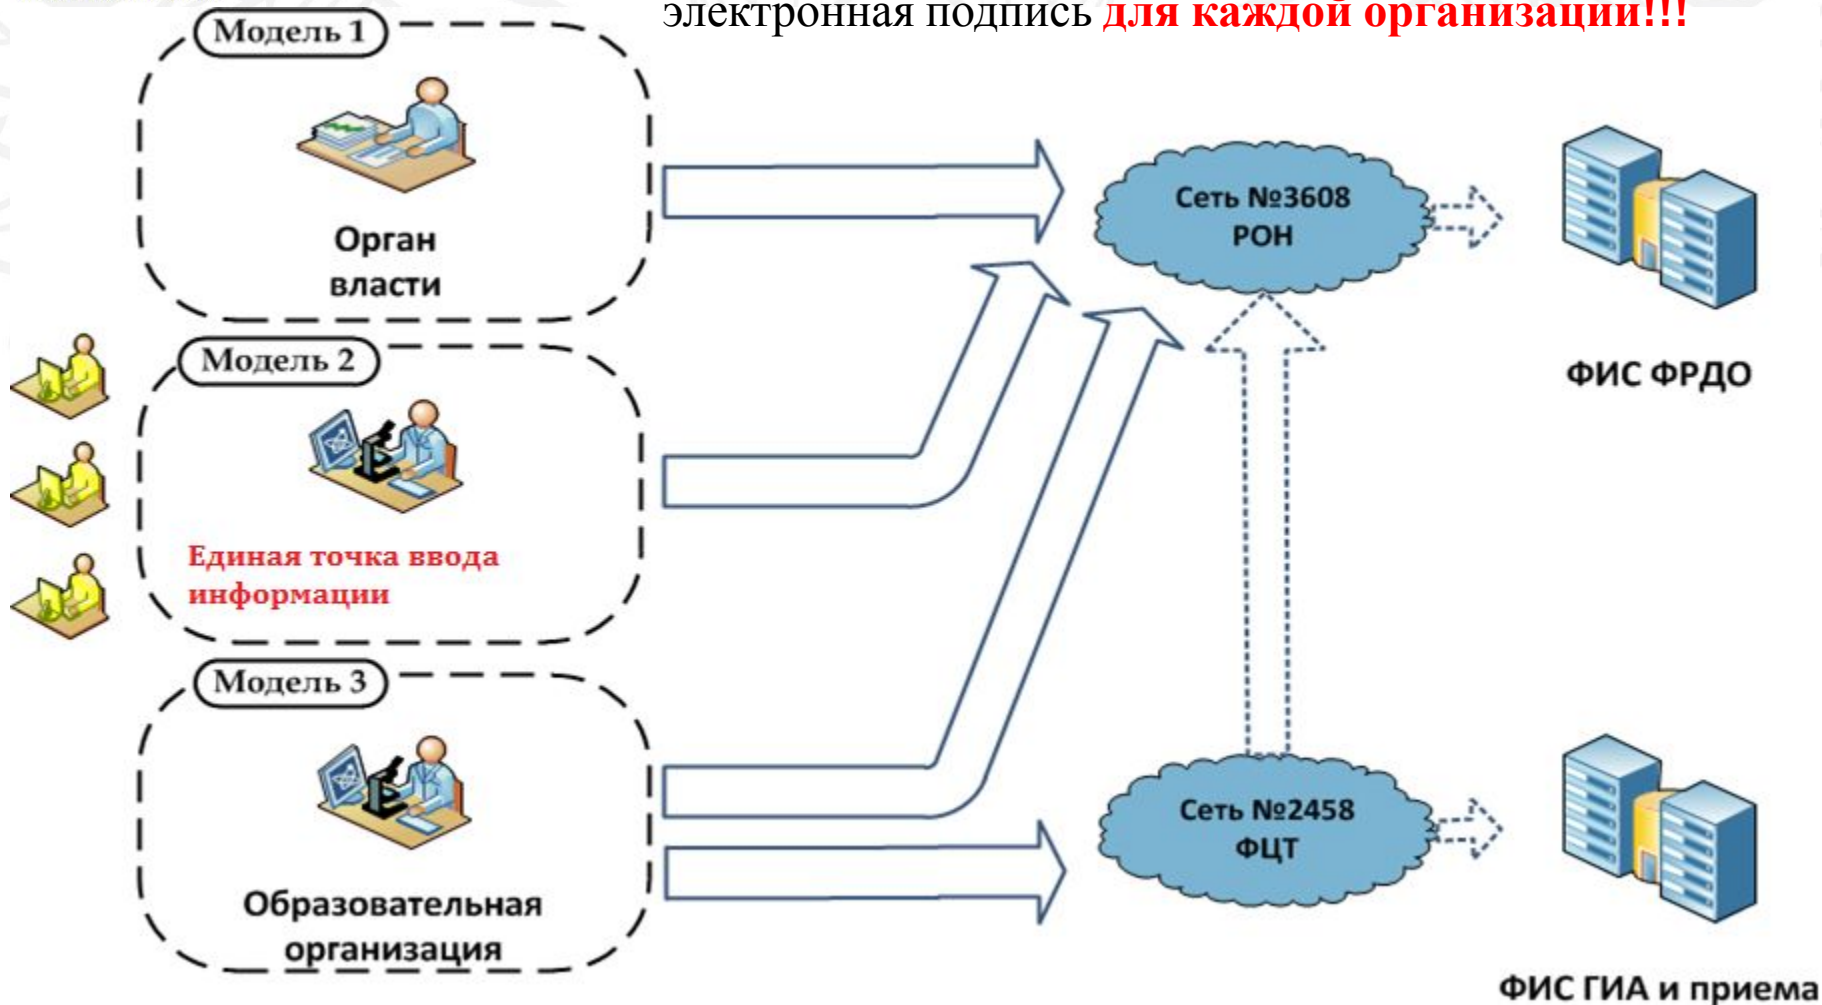 электронная подпись для каждой организации!!!
Модель 1
Орган
власти
Модель 2
Единая точка ввода
информации
Модель 3
Образовательная
организация
Сеть №3608
РОН
ФИС ФРДО
Сеть №2458
ФЦТ
ФИС ГИА и приема